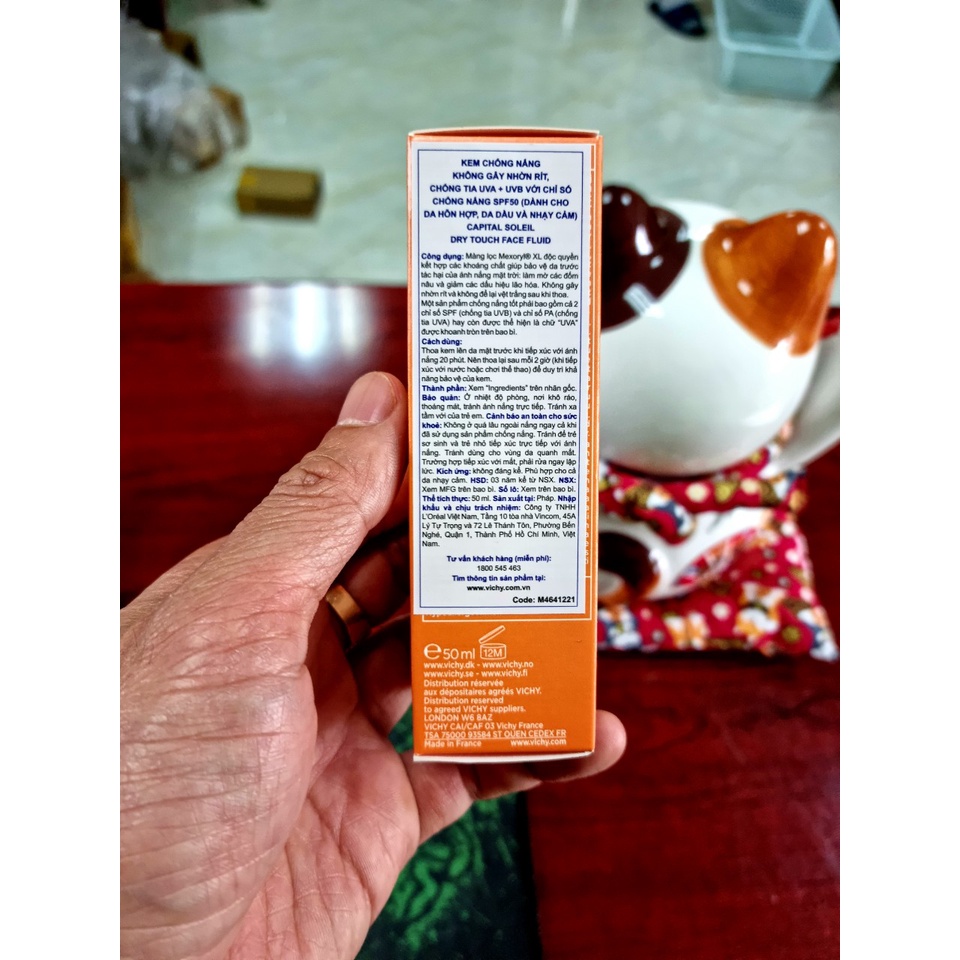 KEM CHỐNG NẮNG
KHÔNG GÂY NHỜN RÍT,
CHỐNG TIA UVA + UVB VỚI CHỈ SỐ
CHỐNG NẮNG SPF50 (DÀNH CHO
DA HỖN HỢP, DA DẦU VÀ NHẠY CẢM)
CAPITAL SOLEIL
DRY TOUCH FACE FLUID
Công dụng: Màng lọc Mexoryl® XL độc quyền
kết hợp các khoáng chất giúp bảo vệ da trước
tác hại của ánh nắng mặt trời: làm mờ các đốm
nâu và giảm các dấu hiệu lão hóa. Không gây
nhờn rít và không để lại vệt trắng sau khi thoa.
Một sản phẩm chống nắng tốt phải bao gồm cả 2
chỉ số SPF (chống tia UVB) và chỉ số PA (chống
tia UVA) hay còn được thể hiện là chữ "UVA"
được khoanh tròn trên bao bì.
Cách dùng:
Thoa kem lên da mặt trước khi tiếp xúc với ánh
nắng 20 phút. Nên thoa lại sau mỗi 2 giờ (khi tiếp
xúc với nước hoặc chơi thể thao) để duy trì khả
năng bảo vệ của kem.
Thành phần: Xem "Ingredients" trên nhãn gốc.
Bảo quản: Ở nhiệt độ phòng, nơi khô ráo,
thoáng mát, tránh ánh nắng trực tiếp. Tránh xa
tầm với của trẻ em. Cảnh báo an toàn cho sức
khoẻ: Không ở quá lâu ngoài nắng ngay cả khi
đã sử dụng sản phẩm chống nắng. Tránh để trẻ
sơ sinh và trẻ nhỏ tiếp xúc trực tiếp với ánh
nắng. Tránh dùng cho vùng da quanh mắt.
Trường hợp tiếp xúc với mắt, phải rửa ngay lập
tức. Kích ứng: không đáng kể. Phù hợp cho cả
da nhạy cảm. HSD: 03 năm kể từ NSX. NSX:
Xem MFG trên bao bì. Số lô: Xem trên bao bì.
Thể tích thực: 50 ml. Sản xuất tại: Pháp. Nhập
khẩu và chịu trách nhiệm: Công ty TNHH
L'Oréal Việt Nam, Tầng 10 tòa nhà Vincom, 45A
Lý Tự Trọng và 72 Lê Thánh Tôn, Phường Bến
Nghé, Quận 1, Thành Phố Hồ Chí Minh, Việt
Nam.
Tư vấn khách hàng (miễn phí):
1800 545 463
Tìm thông tin sản phẩm tại:
www.vichy.com.vn
Code: M4641221
e 50 ml 12M
www.vichy.dk - www.vichy.no
www.vichy.se - www.vichy.fi
Distribution réservée
aux dépositaires agréés VICHY.
Distribution reserved
to agreed VICHY suppliers.
LONDON W6 8AZ
VICHY CAI/CAF 03 Vichy France
TSA 75000 93584 ST OUEN CEDEX FR
Made in France www.vichy.com